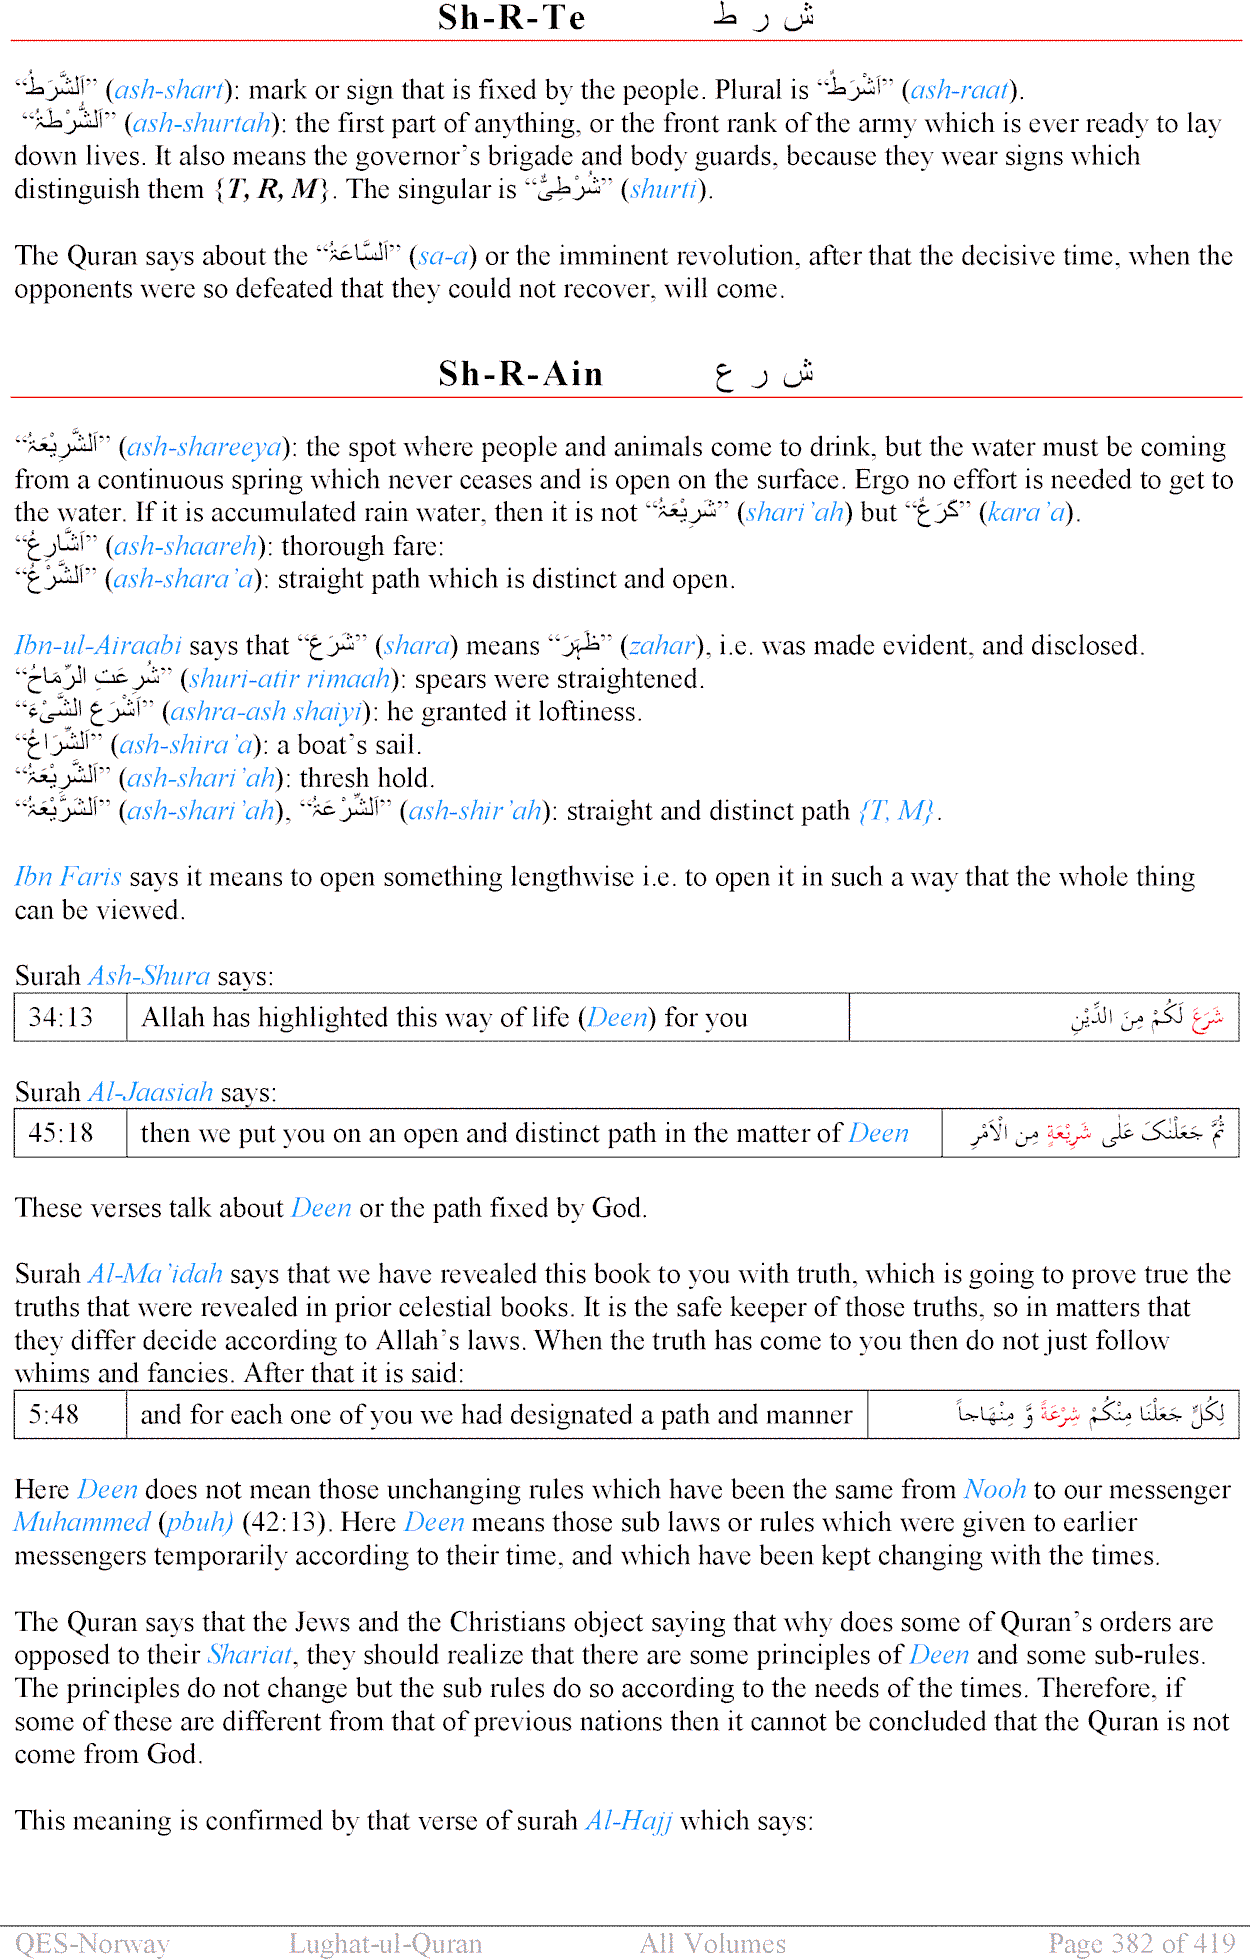 Sh-R-Te ش ر ط
“اَلشَّرَطُ” (ash-shart): mark or sign that is fixed by the people. Plural is “اَشْرَطٌ” (ash-raat).
“اَلشُّرْطَۃُ” (ash-shurtah): the first part of anything, or the front rank of the army which is ever ready to lay
down lives. It also means the governor’s brigade and body guards, because they wear signs which
distinguish them {T, R, M}. The singular is “شُرْطِیٌّ” (shurti).
The Quran says about the “اَلسَّاعَۃُ” (sa-a) or the imminent revolution, after that the decisive time, when the
opponents were so defeated that they could not recover, will come.
Sh-R-Ain ش ر ع
“اَلشَّرِیْعَۃُ” (ash-shareeya): the spot where people and animals come to drink, but the water must be coming
from a continuous spring which never ceases and is open on the surface. Ergo no effort is needed to get to
the water. If it is accumulated rain water, then it is not “شَرِیْعَۃُ” (shari’ah) but “کَرَعٌ” (kara’a).
“اَشَّارِعُ” (ash-shaareh): thorough fare:
“اَلشَّرْعُ” (ash-shara’a): straight path which is distinct and open.
Ibn-ul-Airaabi says that “شَرَعَ” (shara) means “ظَہَرَ” (zahar), i.e. was made evident, and disclosed.
“شُرِعَتِ الرِّمَاحُ” (shuri-atir rimaah): spears were straightened.
“اَشْرَعَ الشَّیْءَ” (ashra-ash shaiyi): he granted it loftiness.
“اَلشِّرَاعُ” (ash-shira’a): a boat’s sail.
“اَلشَّرِیْعَۃُ” (ash-shari’ah): thresh hold.
“اَلشَرَّیْعَۃُ” (ash-shari’ah), “اَلشِّرْعَۃُ” (ash-shir’ah): straight and distinct path {T, M}.
Ibn Faris says it means to open something lengthwise i.e. to open it in such a way that the whole thing
can be viewed.
Surah Ash-Shura says:
34:13 Allah has highlighted this way of life (Deen) for you شَرَعَ لَکُمْ مِنَ الدِّیْنِ
Surah Al-Jaasiah says:
45:18 then we put you on an open and distinct path in the matter of Deen ثُمَّ جَعَلْنٰکَ عَلٰی شَرِیْعَةٍ مِن الْاَمْرِ
These verses talk about Deen or the path fixed by God.
Surah Al-Ma’idah says that we have revealed this book to you with truth, which is going to prove true the
truths that were revealed in prior celestial books. It is the safe keeper of those truths, so in matters that
they differ decide according to Allah’s laws. When the truth has come to you then do not just follow
whims and fancies. After that it is said:
5:48 and for each one of you we had designated a path and manner لِکُلٍّ جَعَلْنَا مِنْکُمْ شِرْعَةً وَّ مِنْهَاجاً
Here Deen does not mean those unchanging rules which have been the same from Nooh to our messenger
Muhammed (pbuh) (42:13). Here Deen means those sub laws or rules which were given to earlier
messengers temporarily according to their time, and which have been kept changing with the times.
The Quran says that the Jews and the Christians object saying that why does some of Quran’s orders are
opposed to their Shariat, they should realize that there are some principles of Deen and some sub-rules.
The principles do not change but the sub rules do so according to the needs of the times. Therefore, if
some of these are different from that of previous nations then it cannot be concluded that the Quran is not
come from God.
This meaning is confirmed by that verse of surah Al-Hajj which says:
QES-Norway Lughat-ul-Quran All Volumes Page 382 of 419